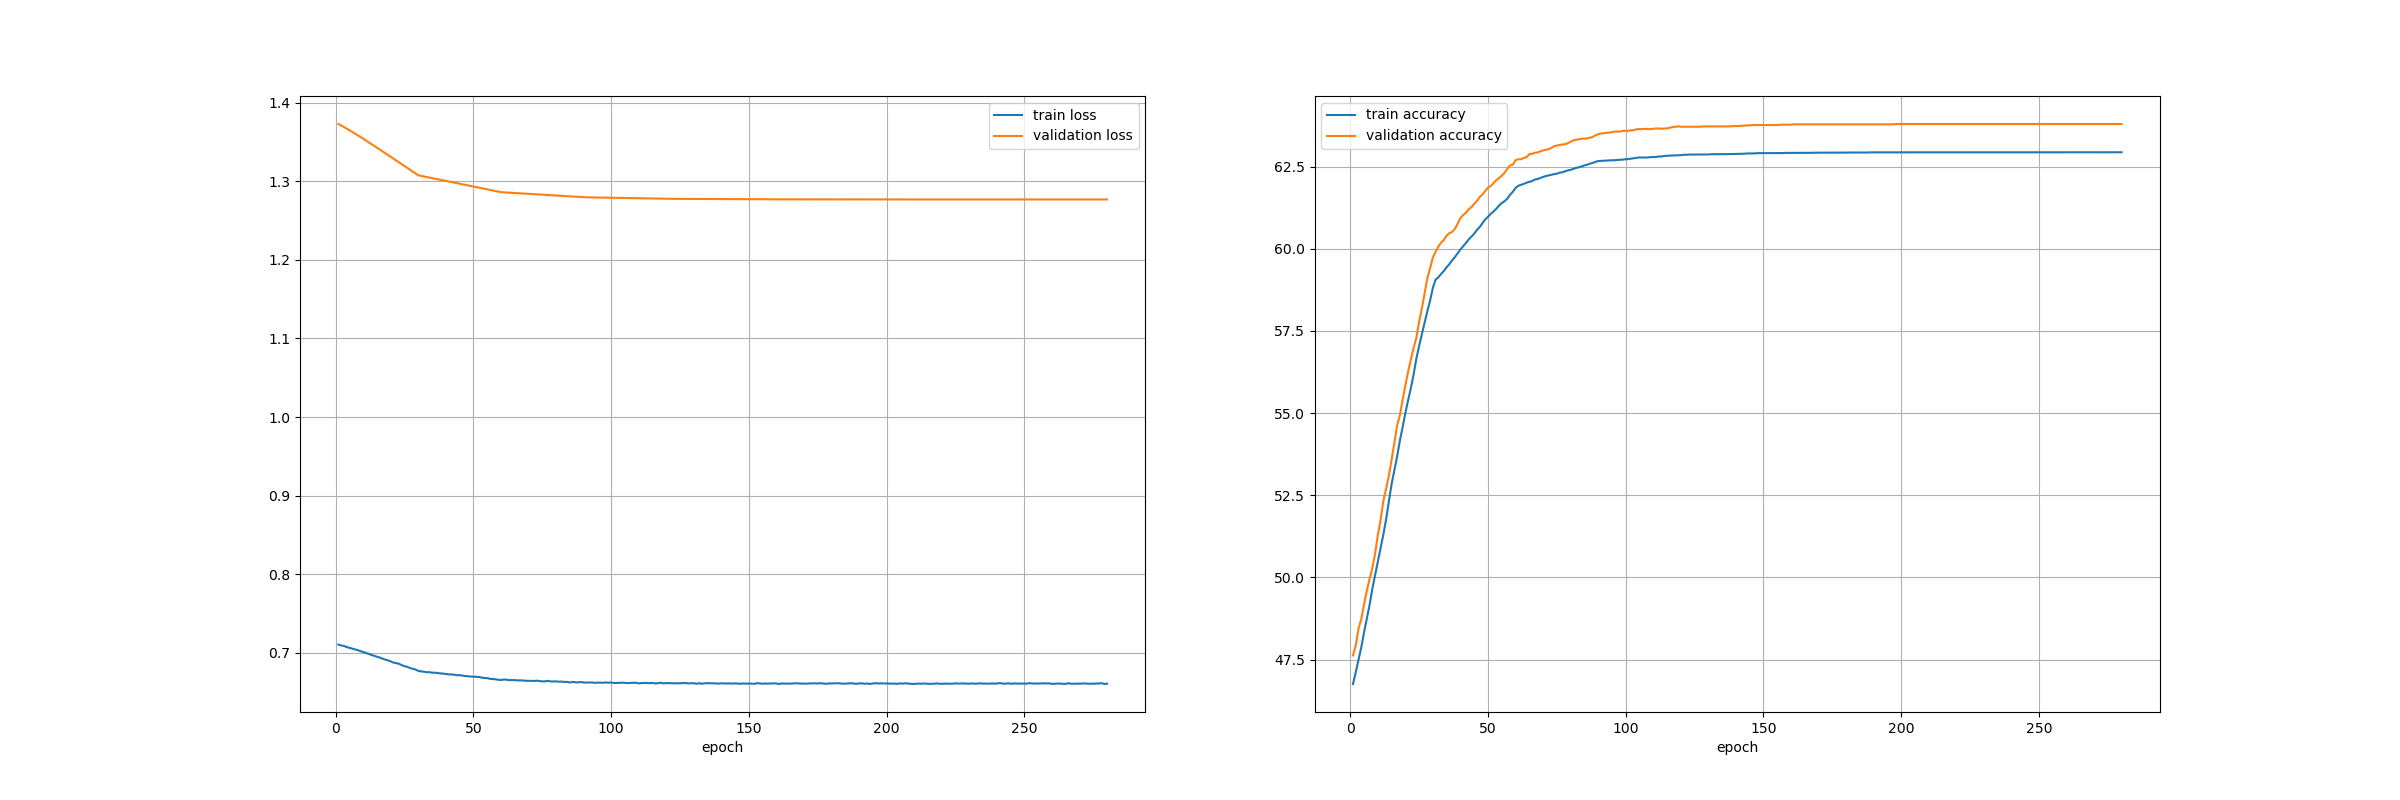 1.4
1.3
1.2
1.1
1.0
0.9
0.8
0.7
0 50 100 150 200 250
epoch
train loss
validation loss
62.5
60.0
57.5
55.0
52.5
50.0
47.5
0 50 100 150 200 250
epoch
train accuracy
validation accuracy